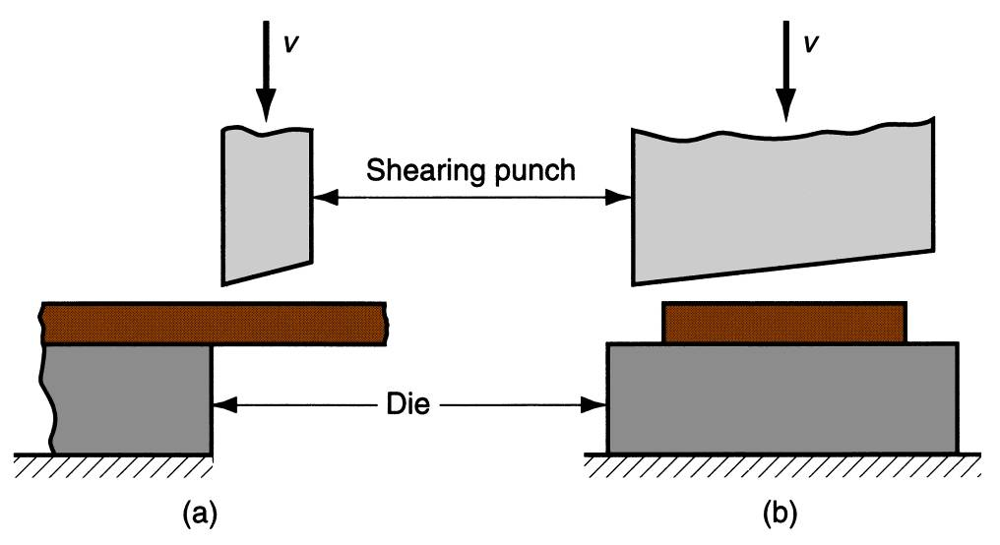 v
v
Shearing punch
Die
(a)
(b)